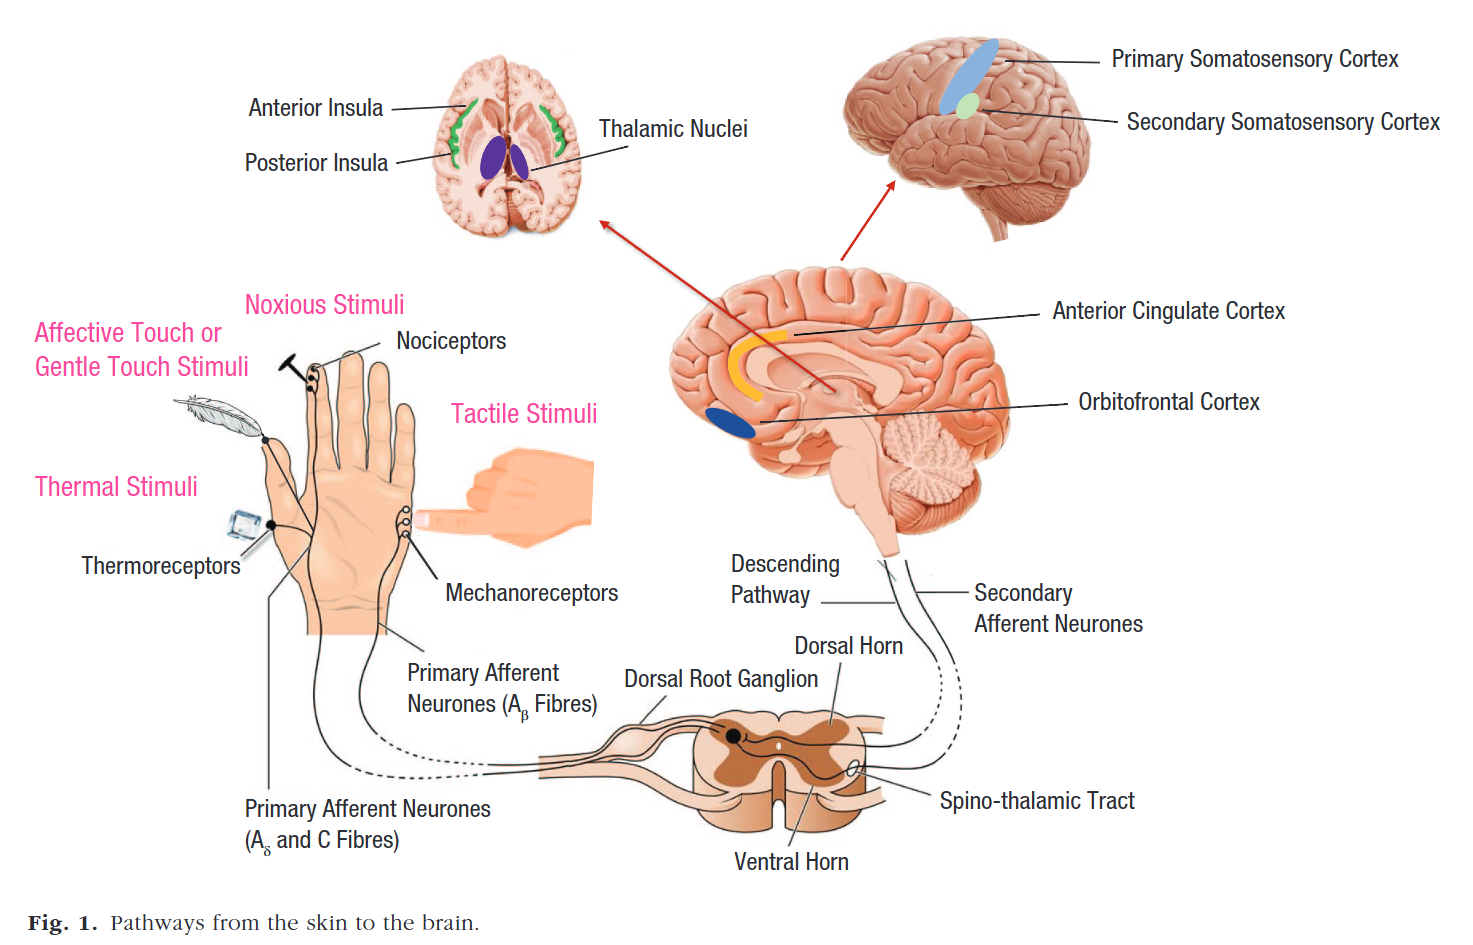 Anterior Insula
Posterior Insula
Thalamic Nuclei
Primary Somatosensory Cortex
Secondary Somatosensory Cortex
Noxious Stimuli
Nociceptors
Affective Touch or
Gentle Touch Stimuli
Tactile Stimuli
Thermal Stimuli
Thermoreceptors
Mechanoreceptors
Anterior Cingulate Cortex
Orbitofrontal Cortex
Descending
Pathway
Secondary
Afferent Neurones
Dorsal Horn
Primary Afferent
Neurones (Aβ Fibres)
Dorsal Root Ganglion
Primary Afferent Neurones
(Aδ and C Fibres)
Spino-thalamic Tract
Ventral Horn
Fig. 1. Pathways from the skin to the brain.